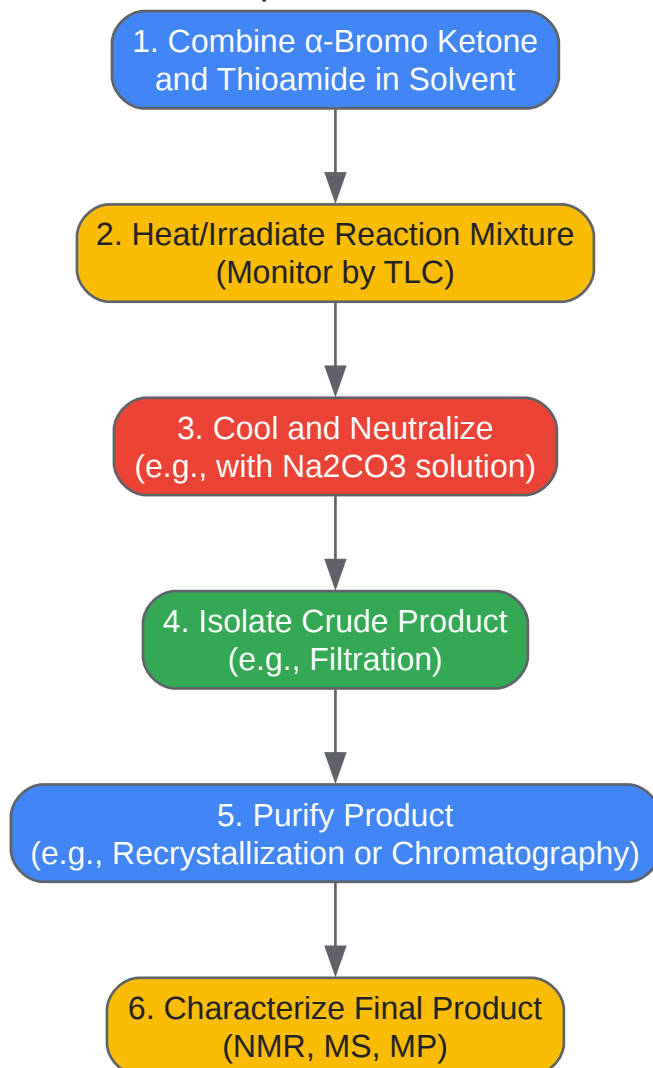 1. Combine α-Bromo Ketone
and Thioamide in Solvent
2. Heat/Irradiate Reaction Mixture
(Monitor by TLC)
3. Cool and Neutralize
(e.g., with Na2CO3 solution)
4. Isolate Crude Product
(e.g., Filtration)
5. Purify Product
(e.g., Recrystallization or Chromatography)
6. Characterize Final Product
(NMR, MS, MP)